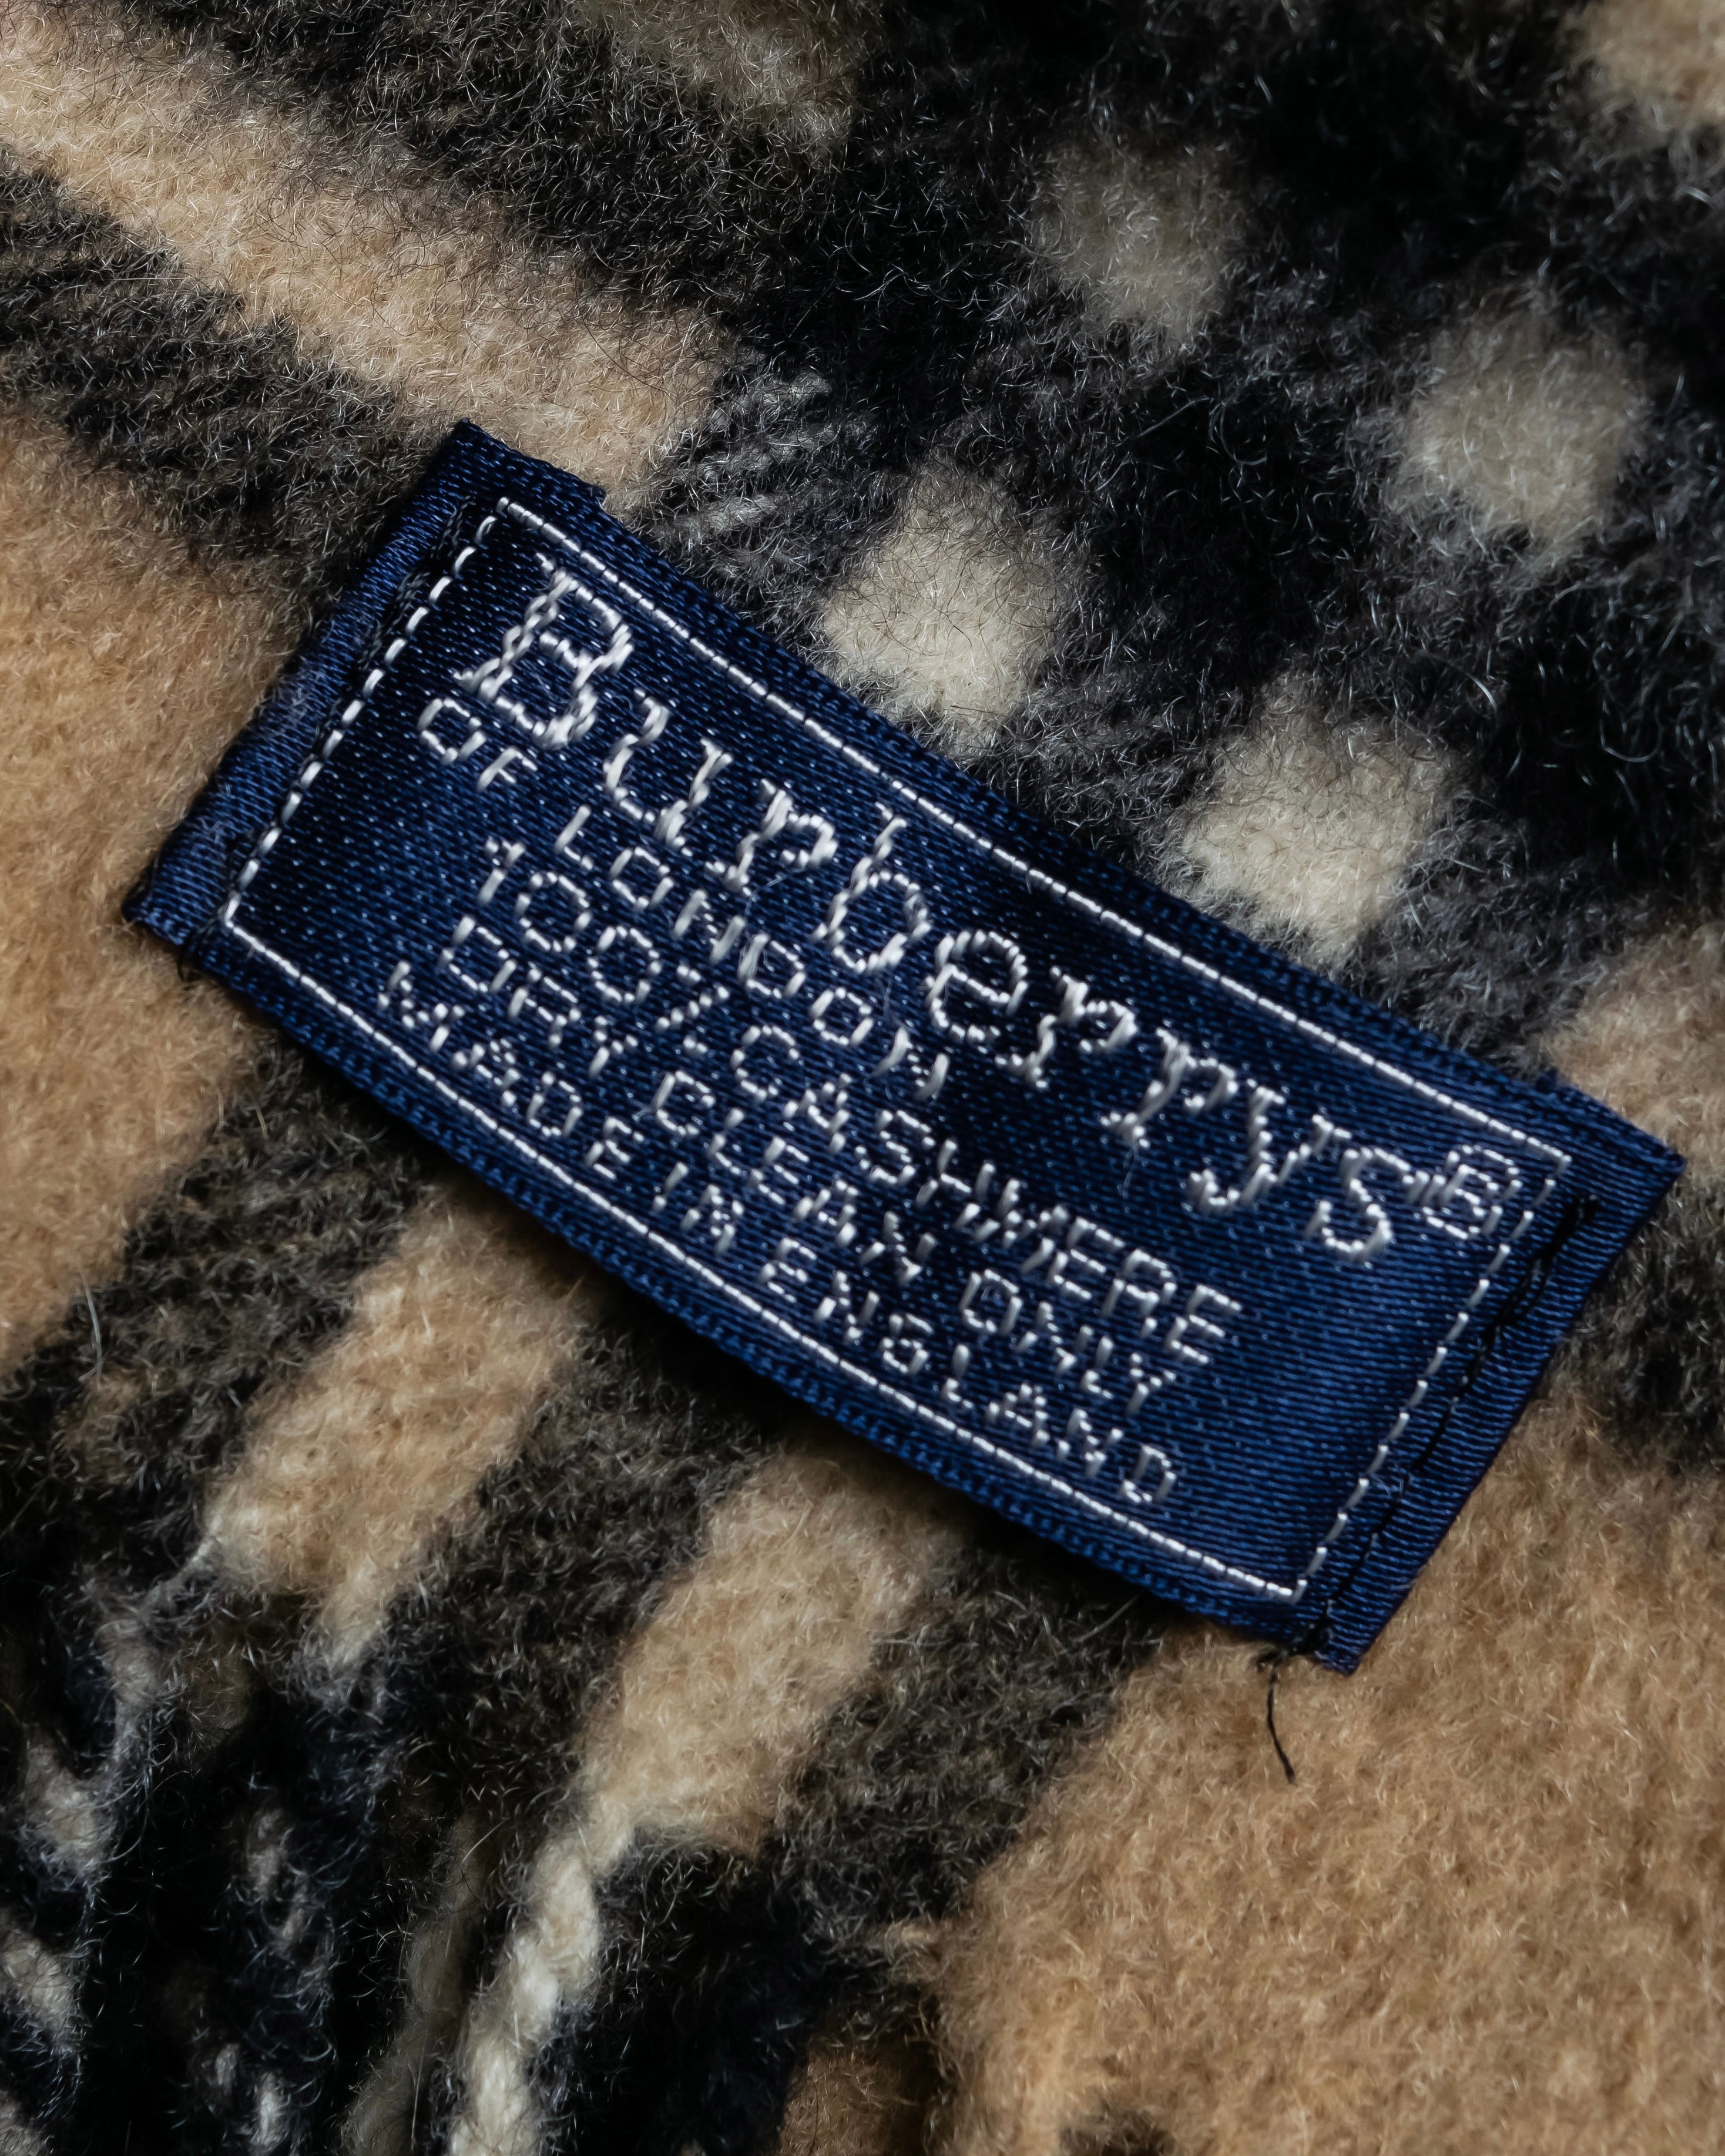 Burberrys®
OF LONDON
100% CASHMERE
DRY CLEAN ONLY
MADE IN ENGLAND